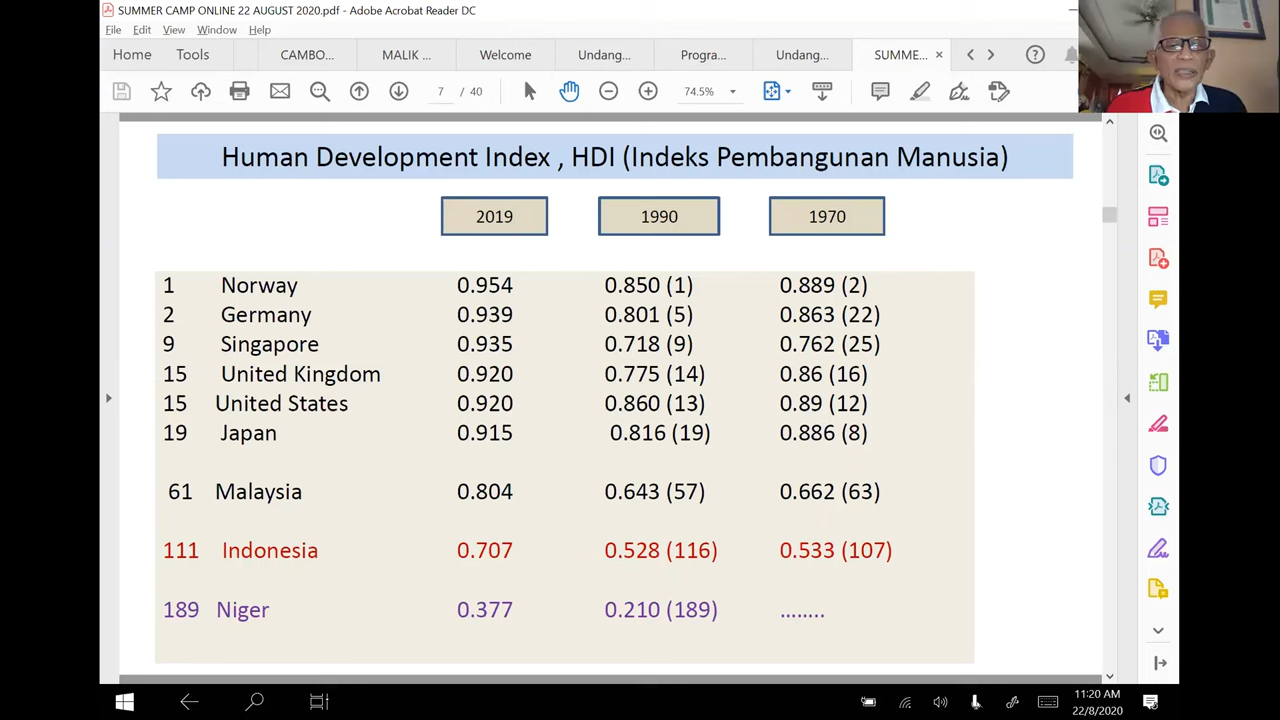 SUMMER CAMP ONLINE 22 AUGUST 2020.pdf - Adobe Acrobat Reader DC
File Edit View Window Help
Home Tools CAMBO... MALIK ... Welcome Undang... Progra... Undang... SUMME... ×
7 / 40 74.5%
Human Development Index , HDI (Indeks Pembangunan Manusia)
2019 1990 1970
1 Norway 0.954 0.850 (1) 0.889 (2)
2 Germany 0.939 0.801 (5) 0.863 (22)
9 Singapore 0.935 0.718 (9) 0.762 (25)
15 United Kingdom 0.920 0.775 (14) 0.86 (16)
15 United States 0.920 0.860 (13) 0.89 (12)
19 Japan 0.915 0.816 (19) 0.886 (8)
61 Malaysia 0.804 0.643 (57) 0.662 (63)
111 Indonesia 0.707 0.528 (116) 0.533 (107)
189 Niger 0.377 0.210 (189) ........
11:20 AM
22/8/2020